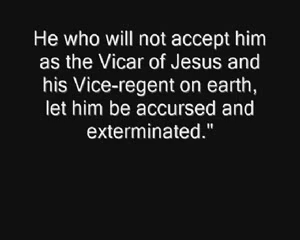 He who will not accept him
as the Vicar of Jesus and
his Vice-regent on earth,
let him be accursed and
exterminated."